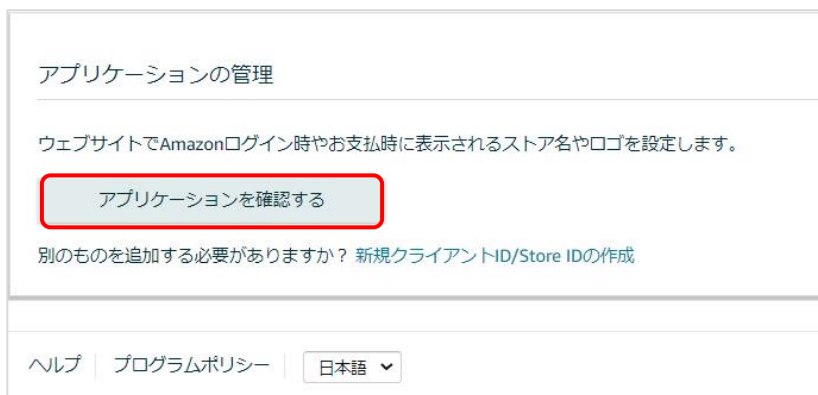 アプリケーションの管理
ウェブサイトでAmazonログイン時やお支払時に表示されるストア名やロゴを設定します。
アプリケーションを確認する
別のものを追加する必要がありますか？ 新規クライアントID/Store IDの作成
ヘルプ プログラムポリシー 日本語